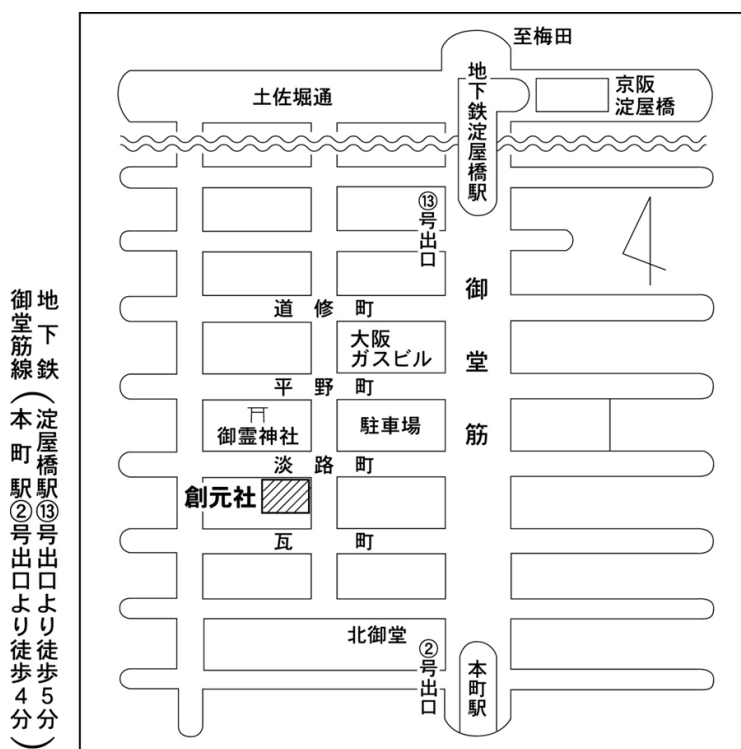 至梅田
地下鉄淀屋橋駅
京阪
淀屋橋
土佐堀通
⑬号出口
御堂筋
道修町
大阪
ガスビル
平野町
御霊神社
駐車場
淡路町
創元社
瓦町
北御堂
②号出口
本町駅
地下鉄(淀屋橋駅⑬号出口より徒歩5分
御堂筋線(本町駅②号出口より徒歩4分)